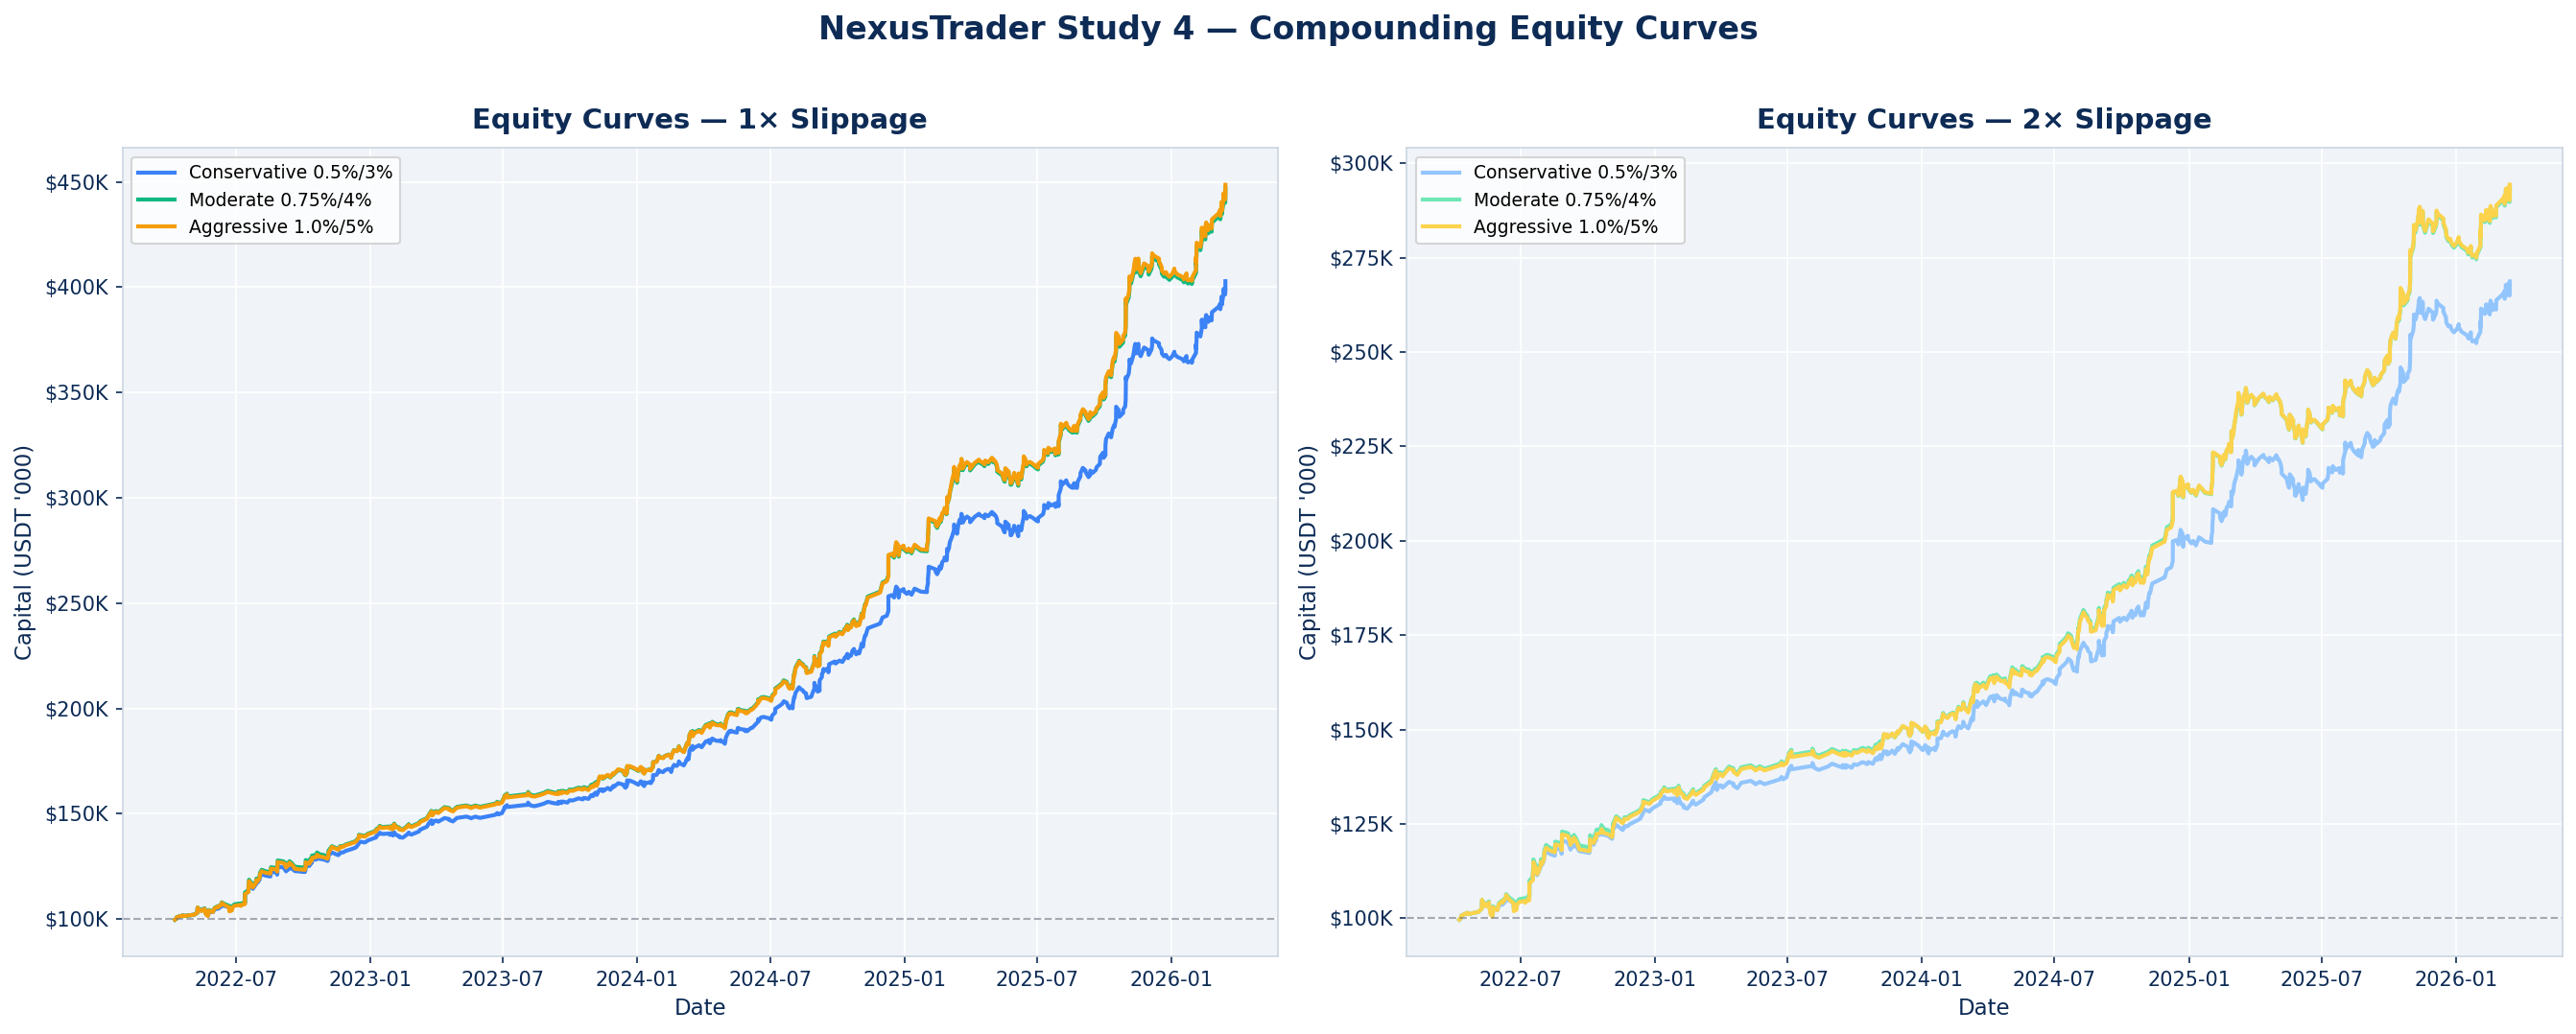 NexusTrader Study 4 — Compounding Equity Curves
Equity Curves — 1× Slippage
Conservative 0.5%/3%
Moderate 0.75%/4%
Aggressive 1.0%/5%
$450K
$400K
$350K
$300K
$250K
$200K
$150K
$100K
Capital (USDT '000)
2022-07
2023-01
2023-07
2024-01
2024-07
2025-01
2025-07
2026-01
Date
Equity Curves — 2× Slippage
Conservative 0.5%/3%
Moderate 0.75%/4%
Aggressive 1.0%/5%
$300K
$275K
$250K
$225K
$200K
$175K
$150K
$125K
$100K
Capital (USDT '000)
2022-07
2023-01
2023-07
2024-01
2024-07
2025-01
2025-07
2026-01
Date